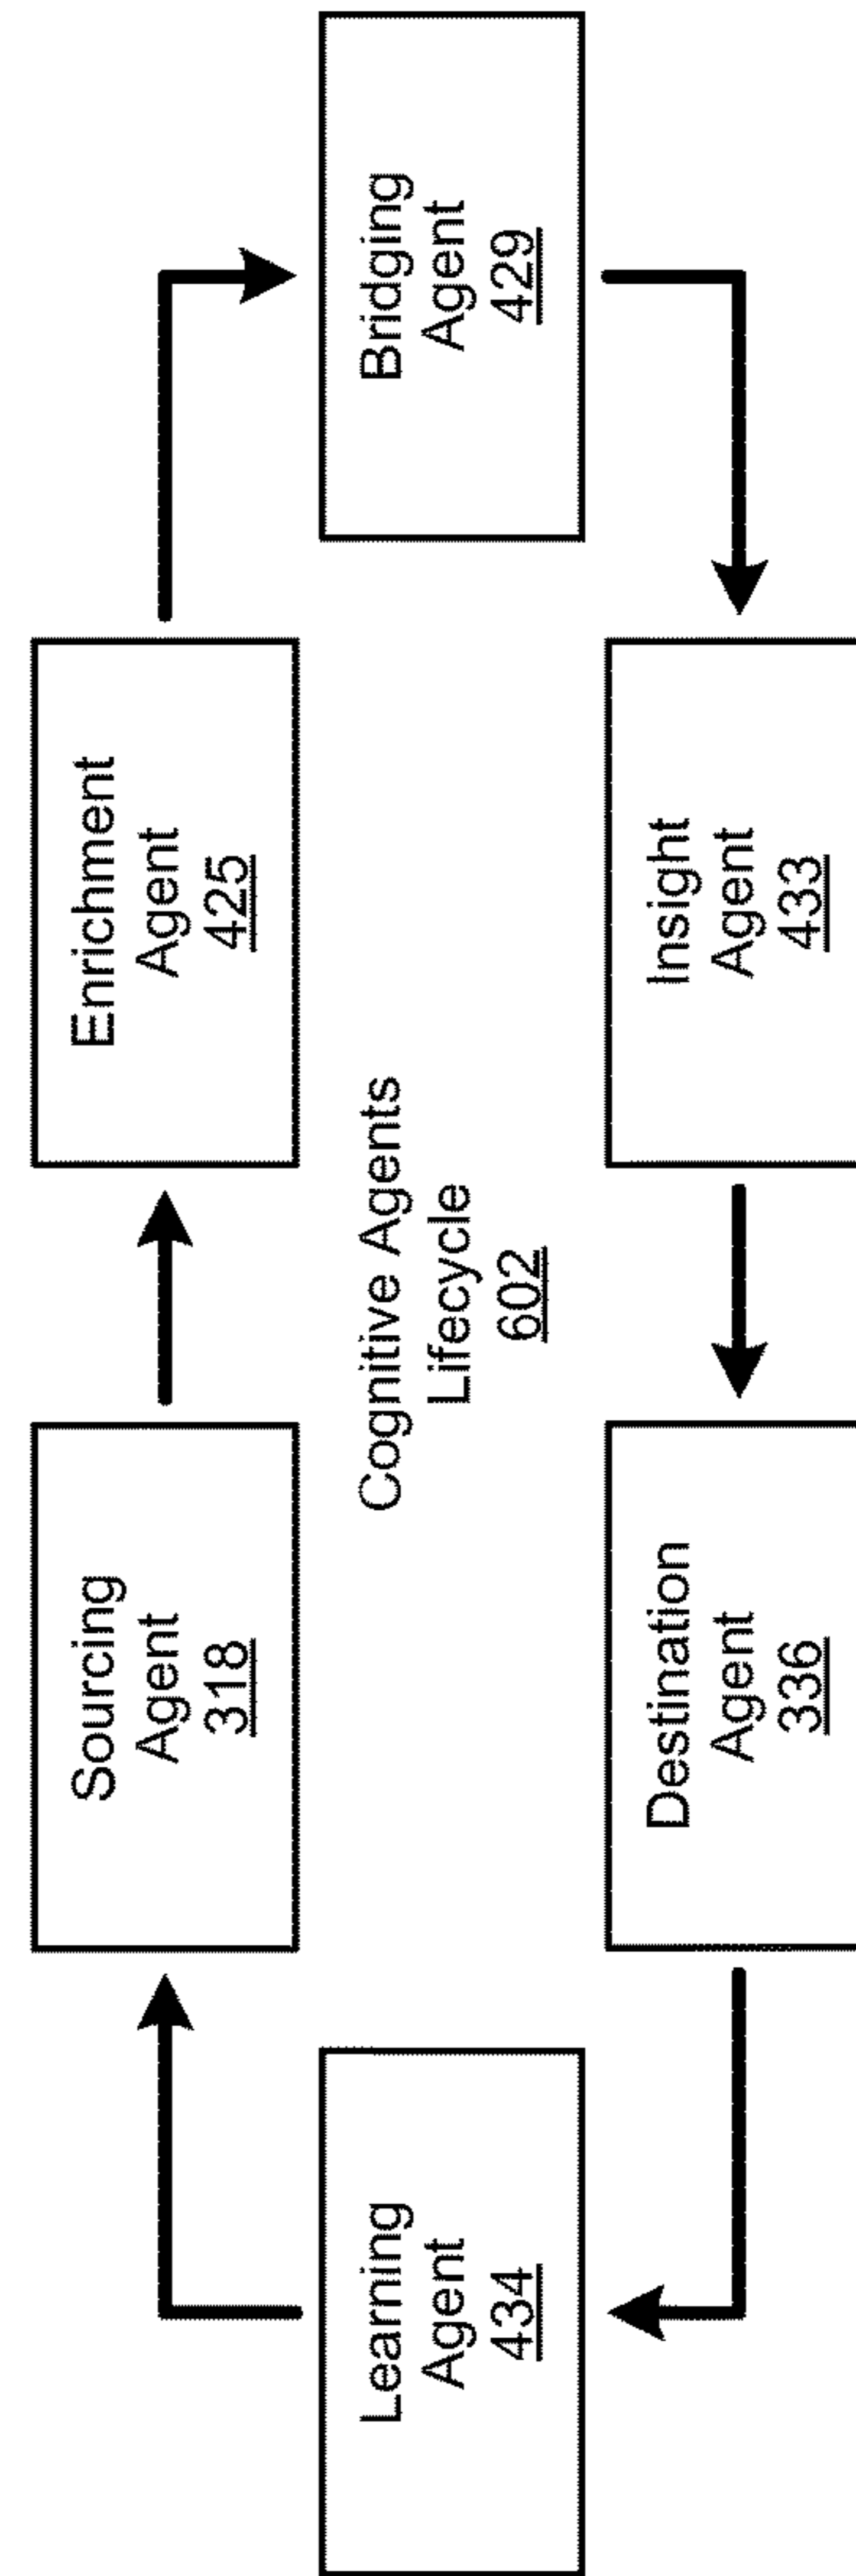 Sourcing
Agent
318
Enrichment
Agent
425
Learning
Agent
434
Cognitive Agents
Lifecycle
602
Bridging
Agent
429
Destination
Agent
336
Insight
Agent
433